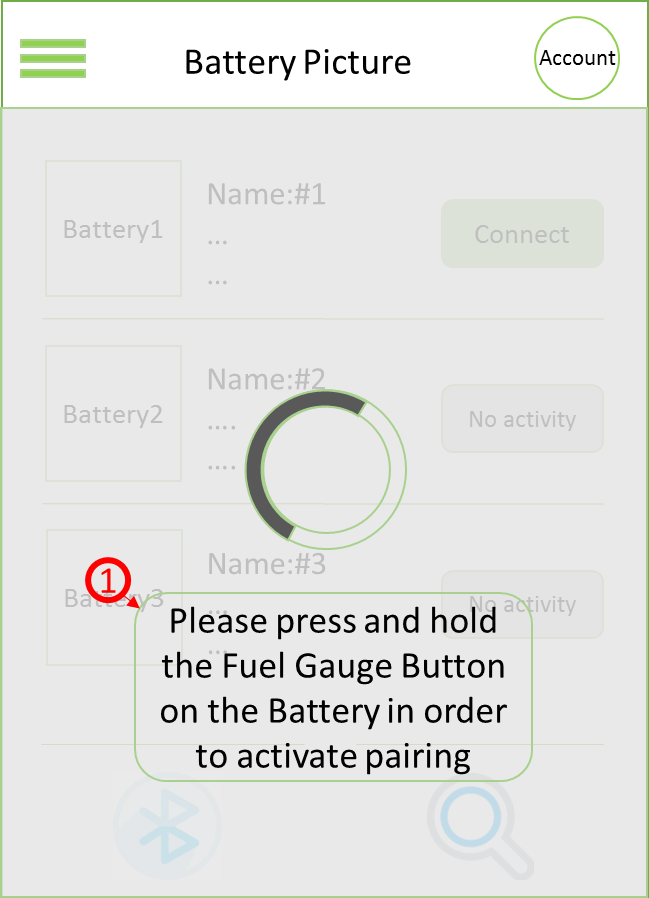 Battery Picture
Account
Battery1
Name:#1
...
...
Connect
Battery2
Name:#2
....
....
No activity
Battery3
Name:#3
...
...
No activity
1
Please press and hold
the Fuel Gauge Button
on the Battery in order
to activate pairing